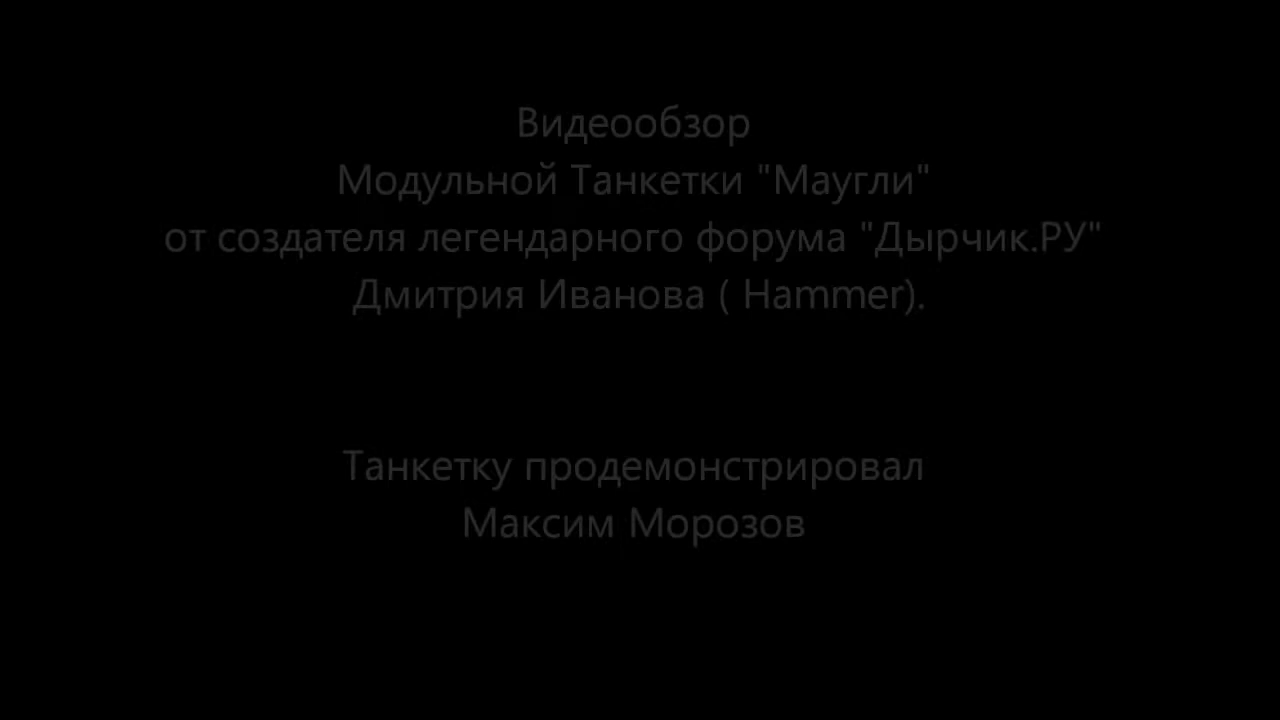 Видеообзор
Модульной Танкетки "Маугли"
от создателя легендарного форума "Дырчик.РУ"
Дмитрия Иванова ( Hammer).
Танкетку продемонстрировал
Максим Морозов